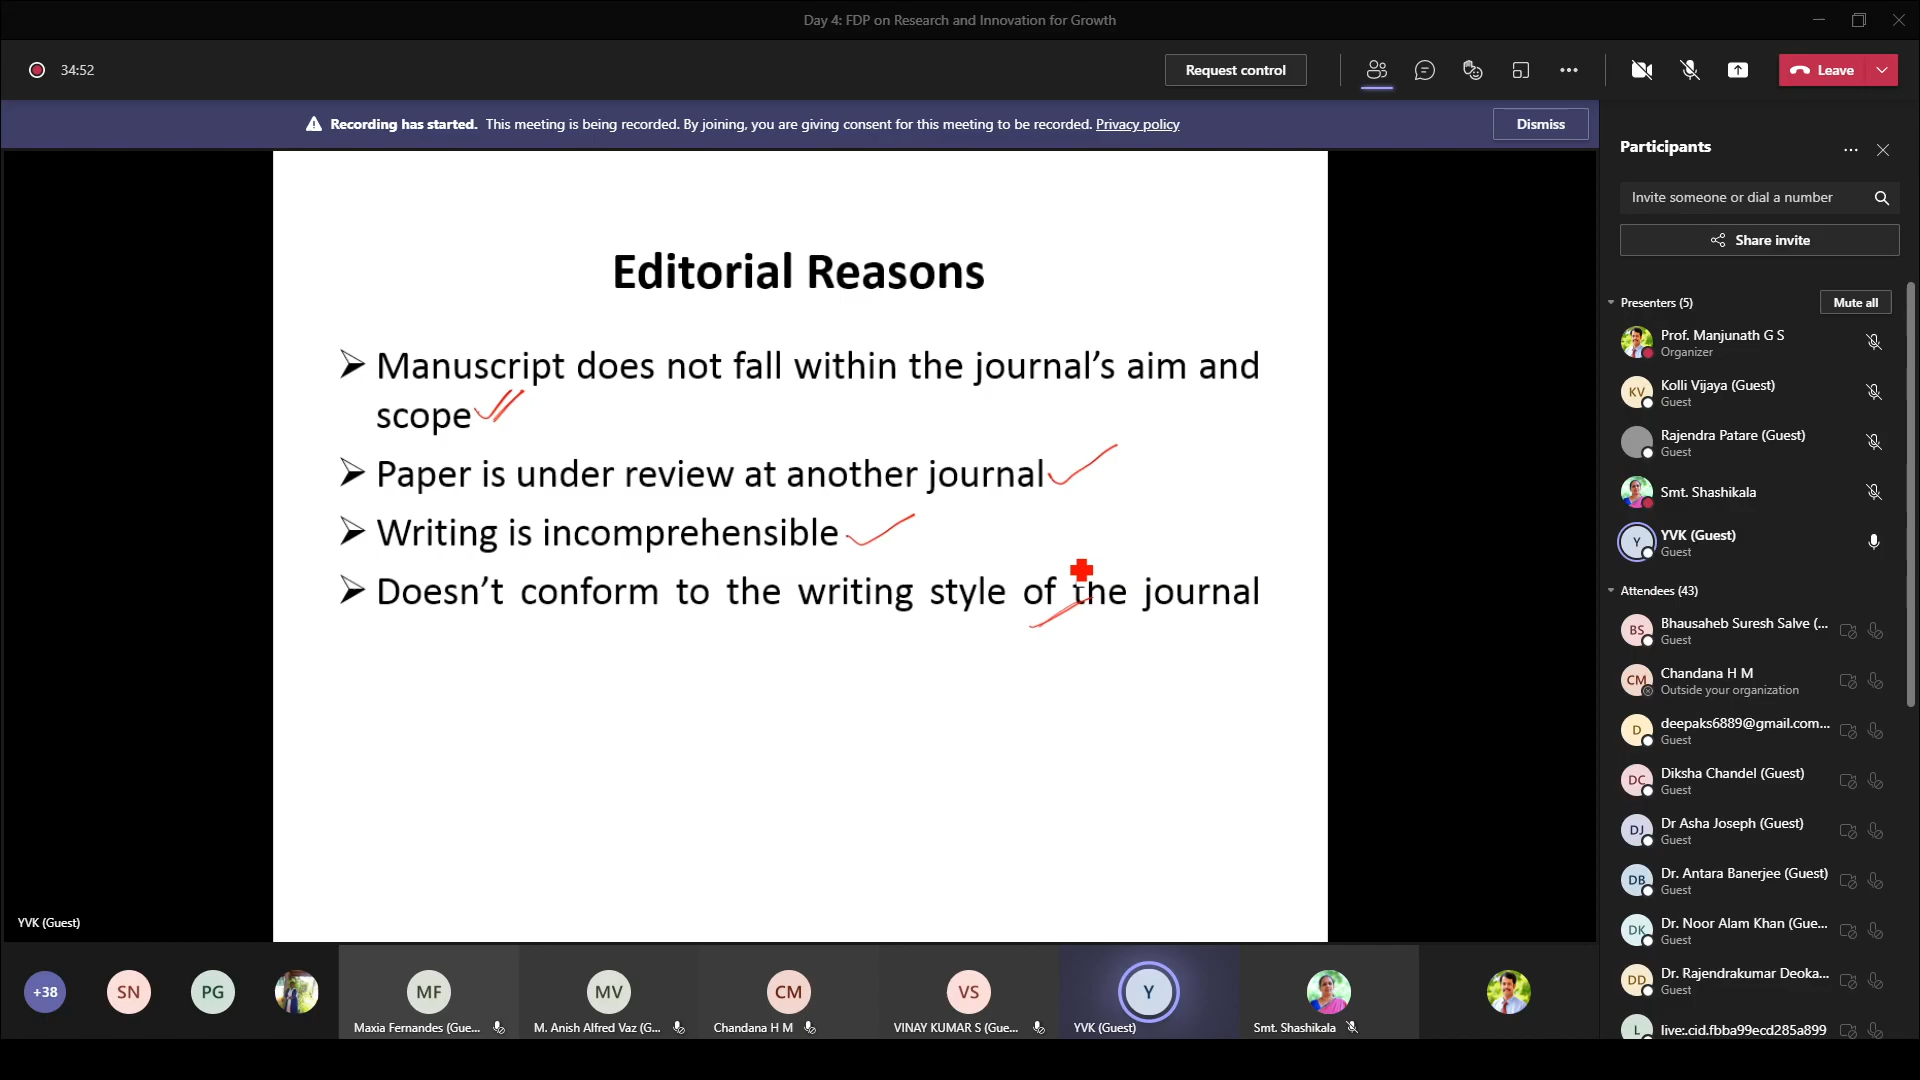 Day 4: FDP on Research and Innovation for Growth
34:52
Request control
Leave
Recording has started. This meeting is being recorded. By joining, you are giving consent for this meeting to be recorded. Privacy policy
Dismiss
Editorial Reasons
Manuscript does not fall within the journal's aim and
scope
Paper is under review at another journal
Writing is incomprehensible
Doesn't conform to the writing style of the journal
YVK (Guest)
+38
SN
PG
MF
Maxia Fernandes (Gue...
MV
M. Anish Alfred Vaz (G...
CM
Chandana H M
VS
VINAY KUMAR S (Gue...
Y
YVK (Guest)
Smt. Shashikala
Participants
Invite someone or dial a number
Share invite
Presenters (5)
Mute all
Prof. Manjunath G S
Organizer
KV
Kolli Vijaya (Guest)
Guest
Rajendra Patare (Guest)
Guest
Smt. Shashikala
Y
YVK (Guest)
Guest
Attendees (43)
BS
Bhausaheb Suresh Salve (...
Guest
CM
Chandana H M
Outside your organization
D
deepaks6889@gmail.com...
Guest
DC
Diksha Chandel (Guest)
Guest
DJ
Dr Asha Joseph (Guest)
Guest
DB
Dr. Antara Banerjee (Guest)
Guest
DK
Dr. Noor Alam Khan (Gue...
Guest
DD
Dr. Rajendrakumar Deoka...
Guest
L
live:.cid.fbba99ecd285a899